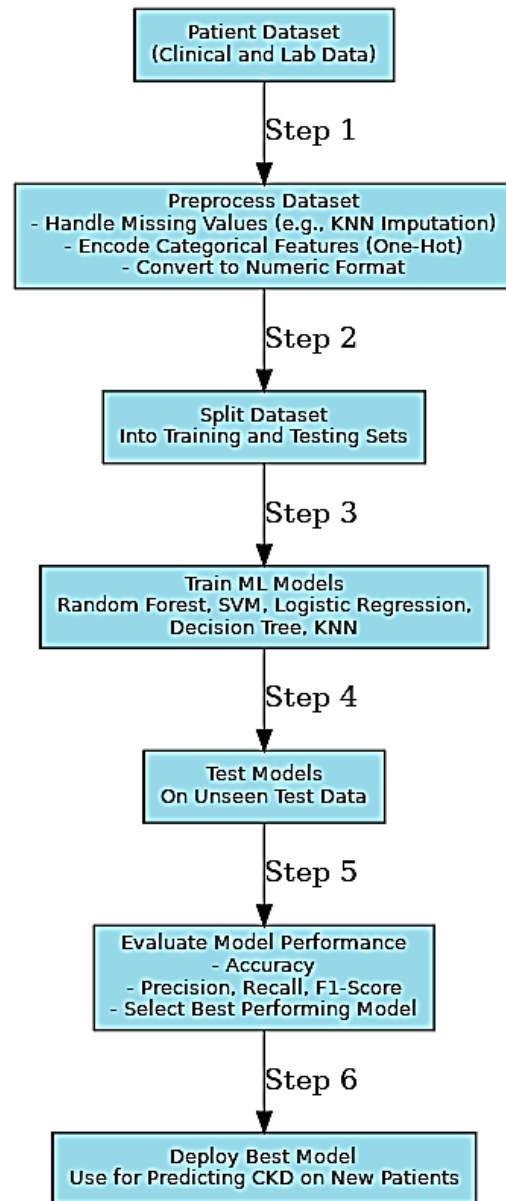 Patient Dataset
(Clinical and Lab Data)
Step 1
Preprocess Dataset
- Handle Missing Values (e.g., KNN Imputation)
- Encode Categorical Features (One-Hot)
- Convert to Numeric Format
Step 2
Split Dataset
Into Training and Testing Sets
Step 3
Train ML Models
Random Forest, SVM, Logistic Regression,
Decision Tree, KNN
Step 4
Test Models
On Unseen Test Data
Step 5
Evaluate Model Performance
- Accuracy
- Precision, Recall, F1-Score
- Select Best Performing Model
Step 6
Deploy Best Model
Use for Predicting CKD on New Patients